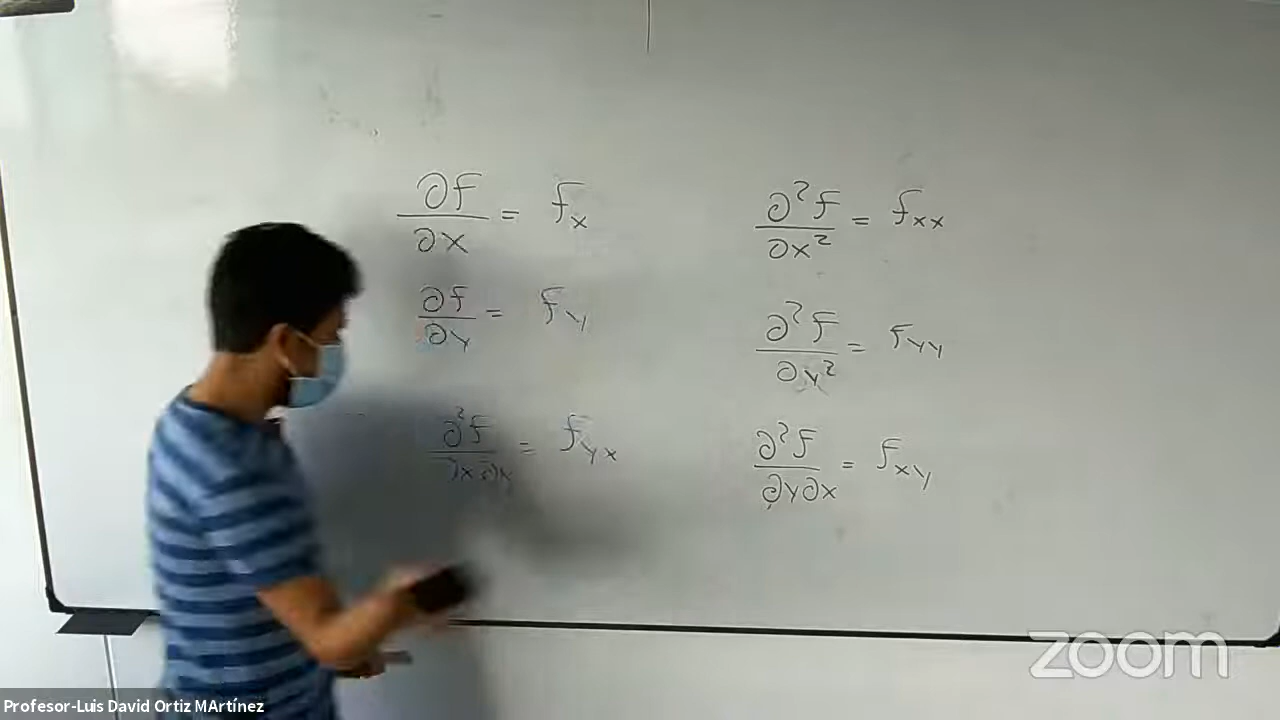 ∂f/∂x = f_x
∂f/∂y = f_y
∂²f/∂x∂y = f_yx
∂²f/∂x² = f_xx
∂²f/∂y² = f_yy
∂²f/∂y∂x = f_xy
zoom
Profesor-Luis David Ortiz MArtínez